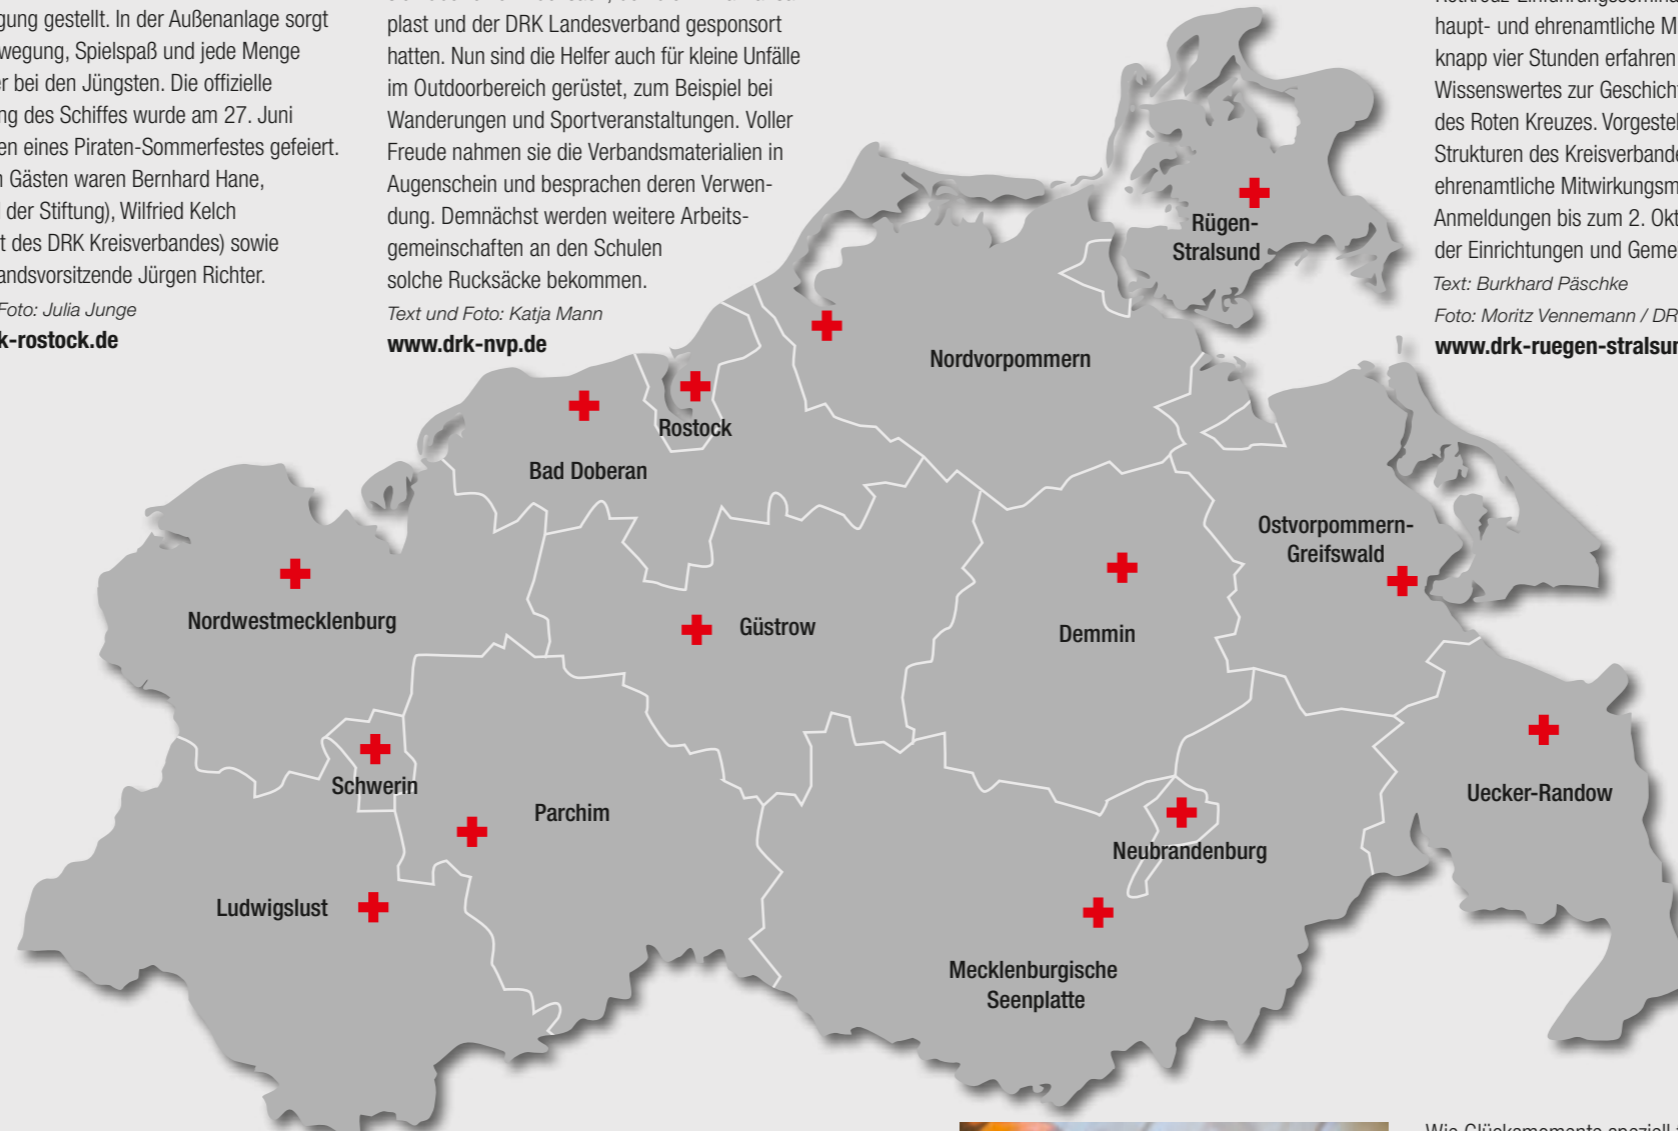 gung gestellt. In der Außenanlage sorgt
wegung, Spielspaß und jede Menge
r bei den Jüngsten. Die offizielle
ng des Schiffes wurde am 27. Juni
en eines Piraten-Sommerfestes gefeiert.
n Gästen waren Bernhard Hane,
der Stiftung), Wilfried Kelch
t des DRK Kreisverbandes) sowie
andsvorsitzende Jürgen Richter.
Foto: Julia Junge
k-rostock.de
plast und der DRK Landesverband gesponsort
hatten. Nun sind die Helfer auch für kleine Unfälle
im Outdoorbereich gerüstet, zum Beispiel bei
Wanderungen und Sportveranstaltungen. Voller
Freude nahmen sie die Verbandsmaterialien in
Augenschein und besprachen deren Verwen-
dung. Demnächst werden weitere Arbeits-
gemeinschaften an den Schulen
solche Rucksäcke bekommen.
Text und Foto: Katja Mann
www.drk-nvp.de
haupt- und ehrenamtliche M
knapp vier Stunden erfahren
Wissenswertes zur Geschicht
des Roten Kreuzes. Vorgestel
Strukturen des Kreisverbande
ehrenamtliche Mitwirkungsm
Anmeldungen bis zum 2. Okt
der Einrichtungen und Geme
Text: Burkhard Päschke
Foto: Moritz Vennemann / DR
www.drk-ruegen-stralsun
Rügen-
Stralsund
Nordvorpommern
Rostock
Bad Doberan
Ostvorpommern-
Greifswald
Nordwestmecklenburg
Güstrow
Demmin
Schwerin
Parchim
Uecker-Randow
Neubrandenburg
Ludwigslust
Mecklenburgische
Seenplatte
Wie Glücksmomente speziell